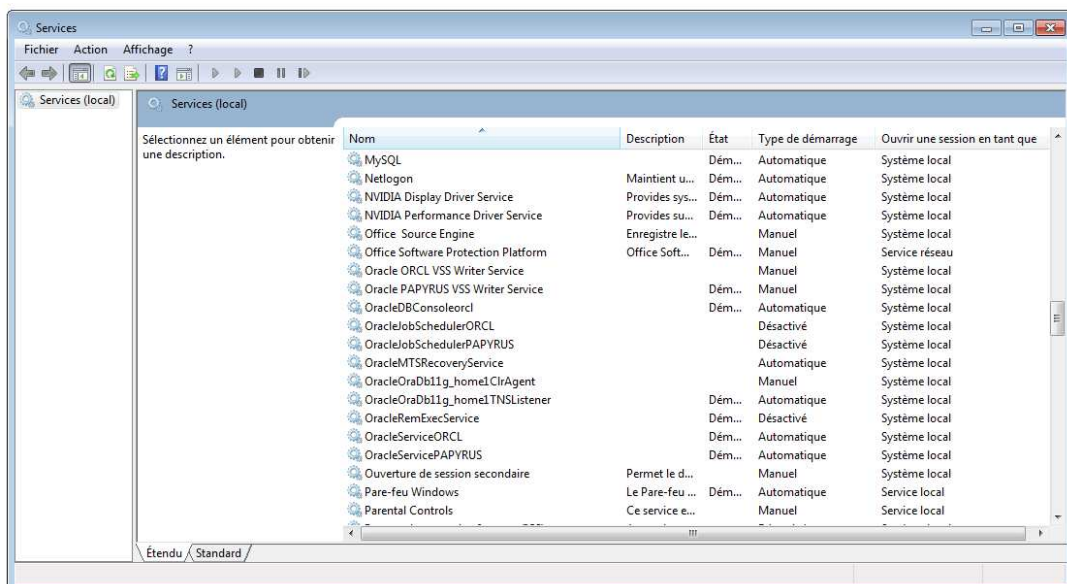 Services
Fichier Action Affichage ?
Services (local)
Services (local)
Sélectionnez un élément pour obtenir
une description.
Nom Description État Type de démarrage Ouvrir une session en tant que
MySQL Dém... Automatique Système local
Netlogon Maintient u... Dém... Automatique Système local
NVIDIA Display Driver Service Provides sys... Dém... Automatique Système local
NVIDIA Performance Driver Service Provides su... Dém... Automatique Système local
Office Source Engine Enregistre le... Manuel Système local
Office Software Protection Platform Office Soft... Dém... Manuel Service réseau
Oracle ORCL VSS Writer Service Manuel Système local
Oracle PAPYRUS VSS Writer Service Dém... Manuel Système local
OracleDBConsoleorcl Dém... Automatique Système local
OracleJobSchedulerORCL Désactivé Système local
OracleJobSchedulerPAPYRUS Désactivé Système local
OracleMTSRecoveryService Automatique Système local
OracleOraDb11g_home1ClrAgent Manuel Système local
OracleOraDb11g_home1TNSListener Dém... Automatique Système local
OracleRemExecService Dém... Désactivé Système local
OracleServiceORCL Dém... Automatique Système local
OracleServicePAPYRUS Dém... Automatique Système local
Ouverture de session secondaire Permet le d... Manuel Système local
Pare-feu Windows Le Pare-feu ... Dém... Automatique Service local
Parental Controls Ce service e... Manuel Service local
Étendu Standard